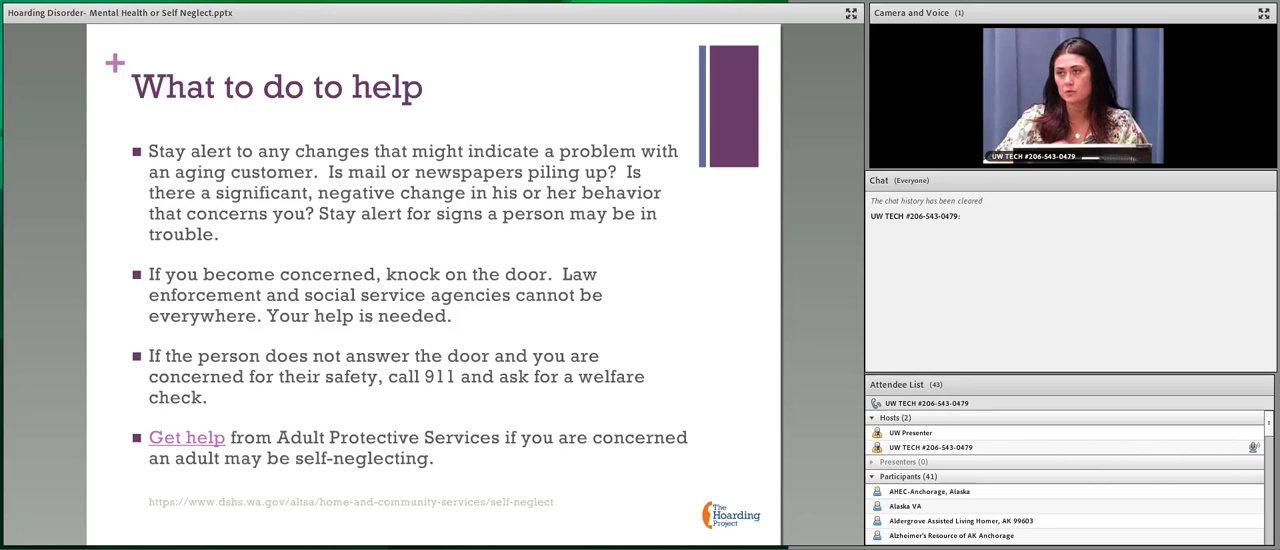 Hoarding Disorder- Mental Health or Self Neglect.pptx
+
What to do to help
Stay alert to any changes that might indicate a problem with
an aging customer. Is mail or newspapers piling up? Is
there a significant, negative change in his or her behavior
that concerns you? Stay alert for signs a person may be in
trouble.
If you become concerned, knock on the door. Law
enforcement and social service agencies cannot be
everywhere. Your help is needed.
If the person does not answer the door and you are
concerned for their safety, call 911 and ask for a welfare
check.
Get help from Adult Protective Services if you are concerned
an adult may be self-neglecting.
https://www.dshs.wa.gov/altsa/home-and-community-services/self-neglect
The
Hoarding
Project
Camera and Voice (1)
UW TECH #206-543-0479
Chat (Everyone)
The chat history has been cleared
UW TECH #206-543-0479:
Attendee List (43)
UW TECH #206-543-0479
Hosts (2)
UW Presenter
UW TECH #206-543-0479
Presenters (0)
Participants (41)
AHEC-Anchorage, Alaska
Alaska VA
Aldergrove Assisted Living Homer, AK 99603
Alzheimer's Resource of AK Anchorage